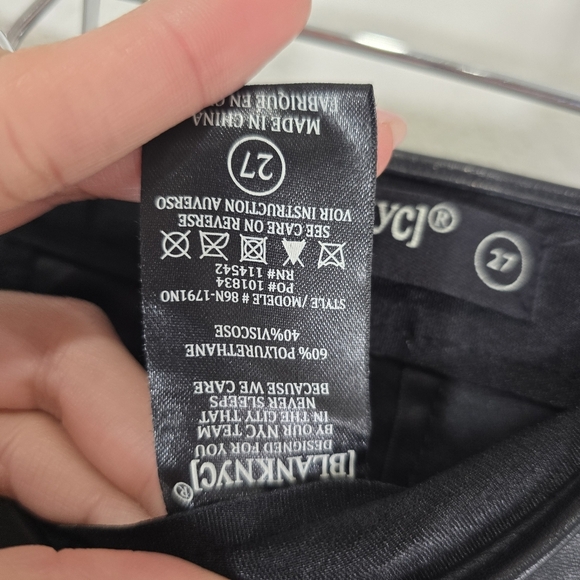 [BLANKNYC]®
DESIGNED FOR YOU
BY OUR NYC TEAM
IN THE CITY THAT
NEVER SLEEPS
BECAUSE WE CARE
60% POLYURETHANE
40%VISCOSE
STYLE / MODELE # 86N-1791NO
PO# 101834
RN# 114542
SEE CARE ON REVERSE
VOIR INSTRUCTION AUVERSO
27
MADE IN CHINA
FABRIQUE EN
YC]®
27